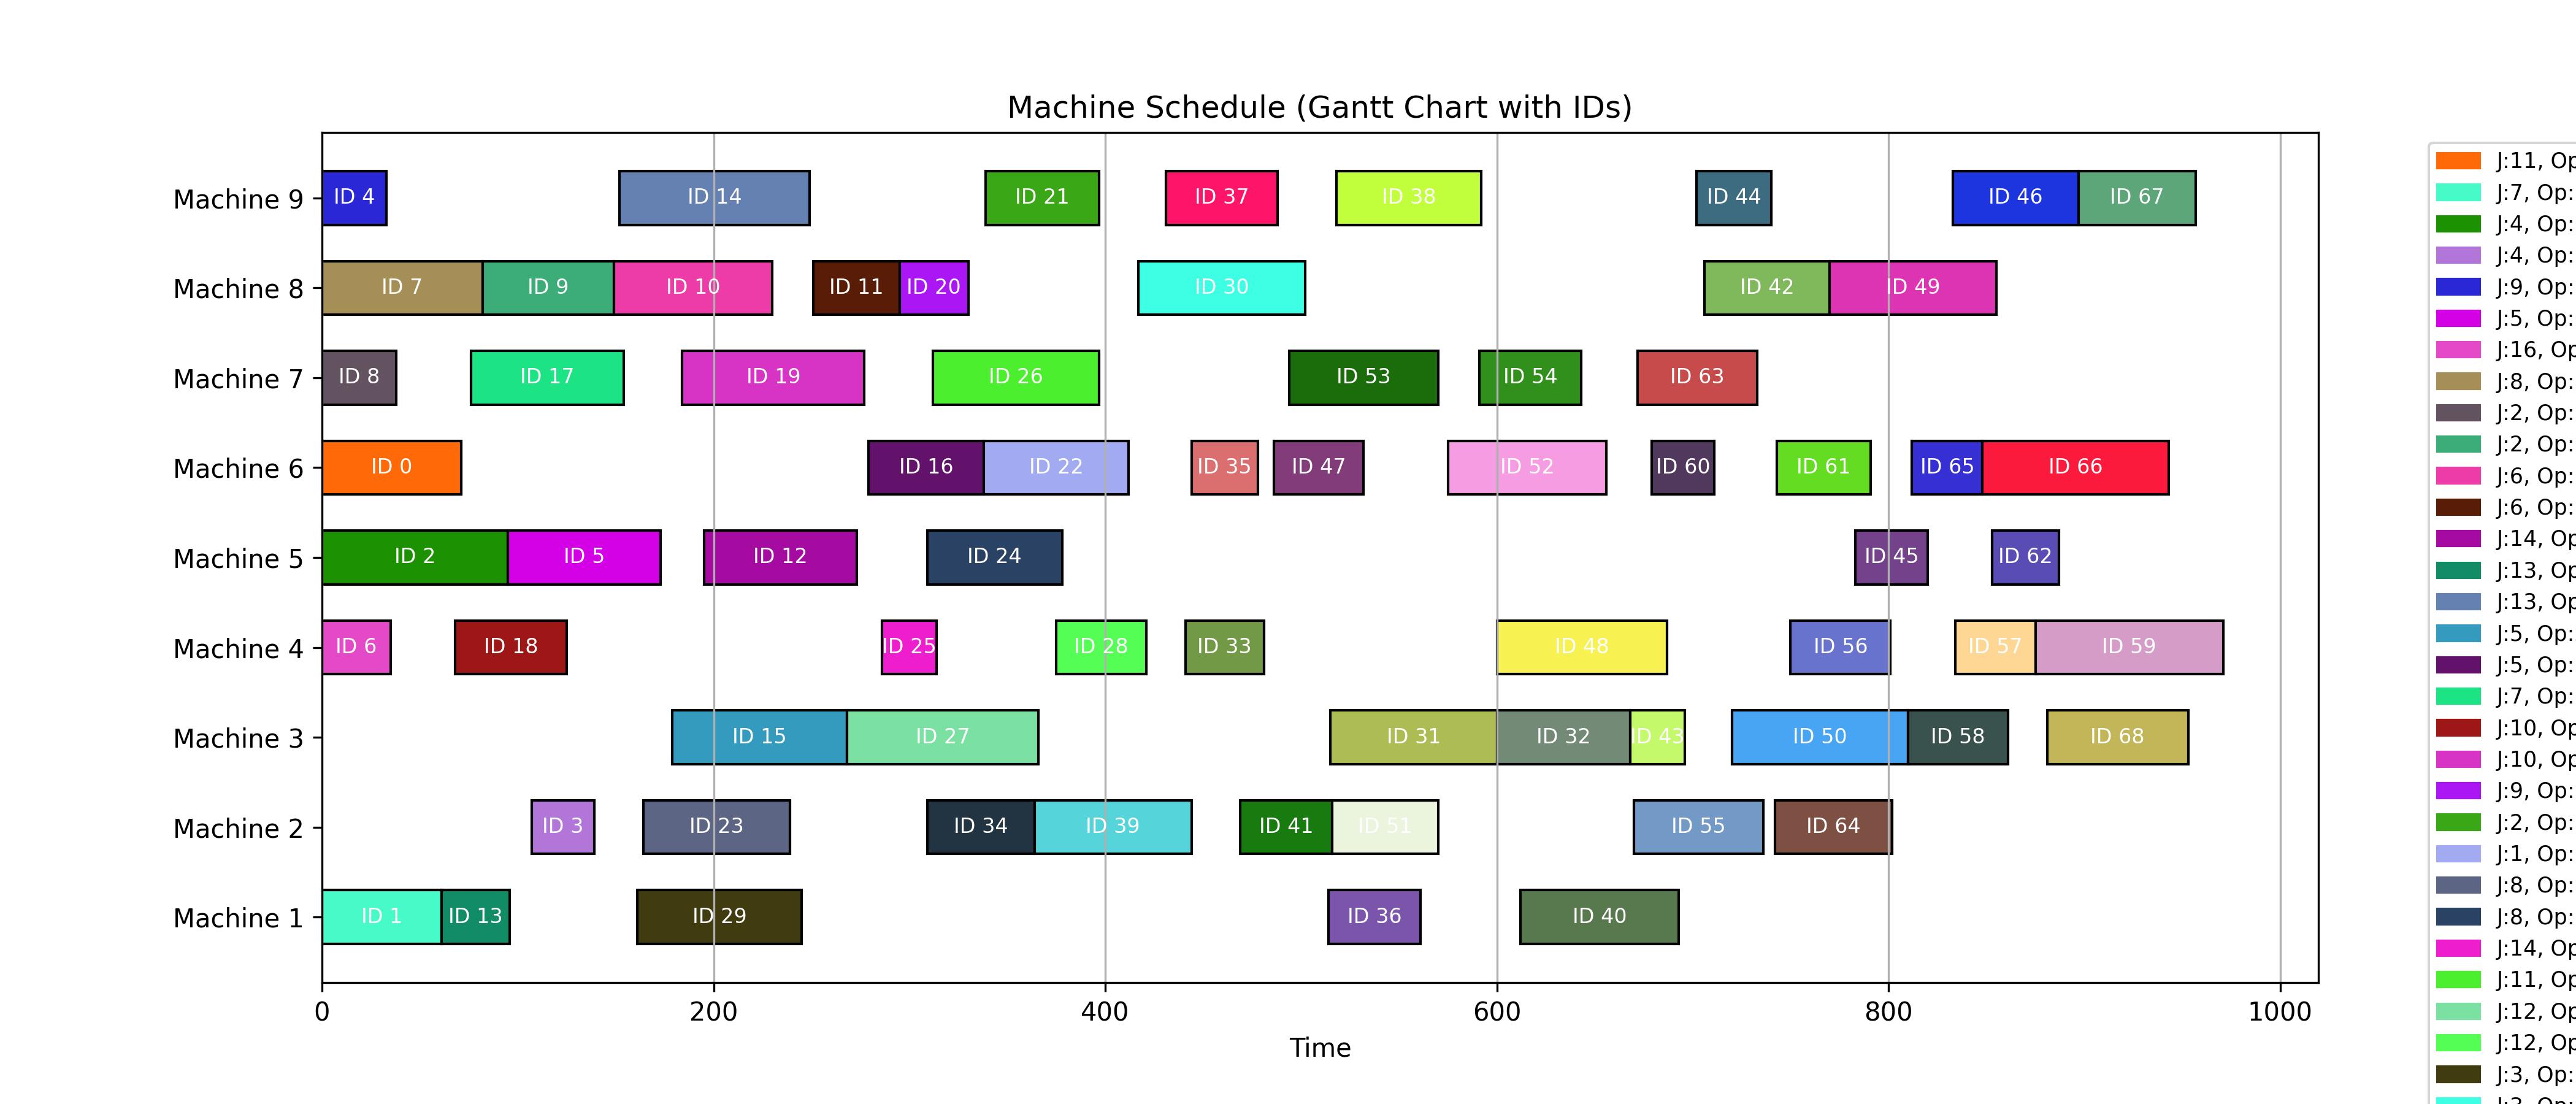 Machine Schedule (Gantt Chart with IDs)
Machine 9
ID 4
ID 14
ID 21
ID 37
ID 38
ID 44
ID 46
ID 67
Machine 8
ID 7
ID 9
ID 10
ID 11
ID 20
ID 30
ID 42
ID 49
Machine 7
ID 8
ID 17
ID 19
ID 26
ID 53
ID 54
ID 63
Machine 6
ID 0
ID 16
ID 22
ID 35
ID 47
ID 52
ID 60
ID 61
ID 65
ID 66
Machine 5
ID 2
ID 5
ID 12
ID 24
ID 45
ID 62
Machine 4
ID 6
ID 18
ID 25
ID 28
ID 33
ID 48
ID 56
ID 57
ID 59
Machine 3
ID 15
ID 27
ID 31
ID 32
ID 43
ID 50
ID 58
ID 68
Machine 2
ID 3
ID 23
ID 34
ID 39
ID 41
ID 51
ID 55
ID 64
Machine 1
ID 1
ID 13
ID 29
ID 36
ID 40
0
200
400
600
800
1000
Time
J:11, Op
J:7, Op:
J:4, Op:
J:4, Op:
J:9, Op:
J:5, Op:
J:16, Op
J:8, Op:
J:2, Op:
J:2, Op:
J:6, Op:
J:6, Op:
J:14, Op
J:13, Op
J:13, Op
J:5, Op:
J:5, Op:
J:7, Op:
J:10, Op
J:10, Op
J:9, Op:
J:2, Op:
J:1, Op:
J:8, Op:
J:8, Op:
J:14, Op
J:11, Op
J:12, Op
J:12, Op
J:3, Op:
J:3, Op: